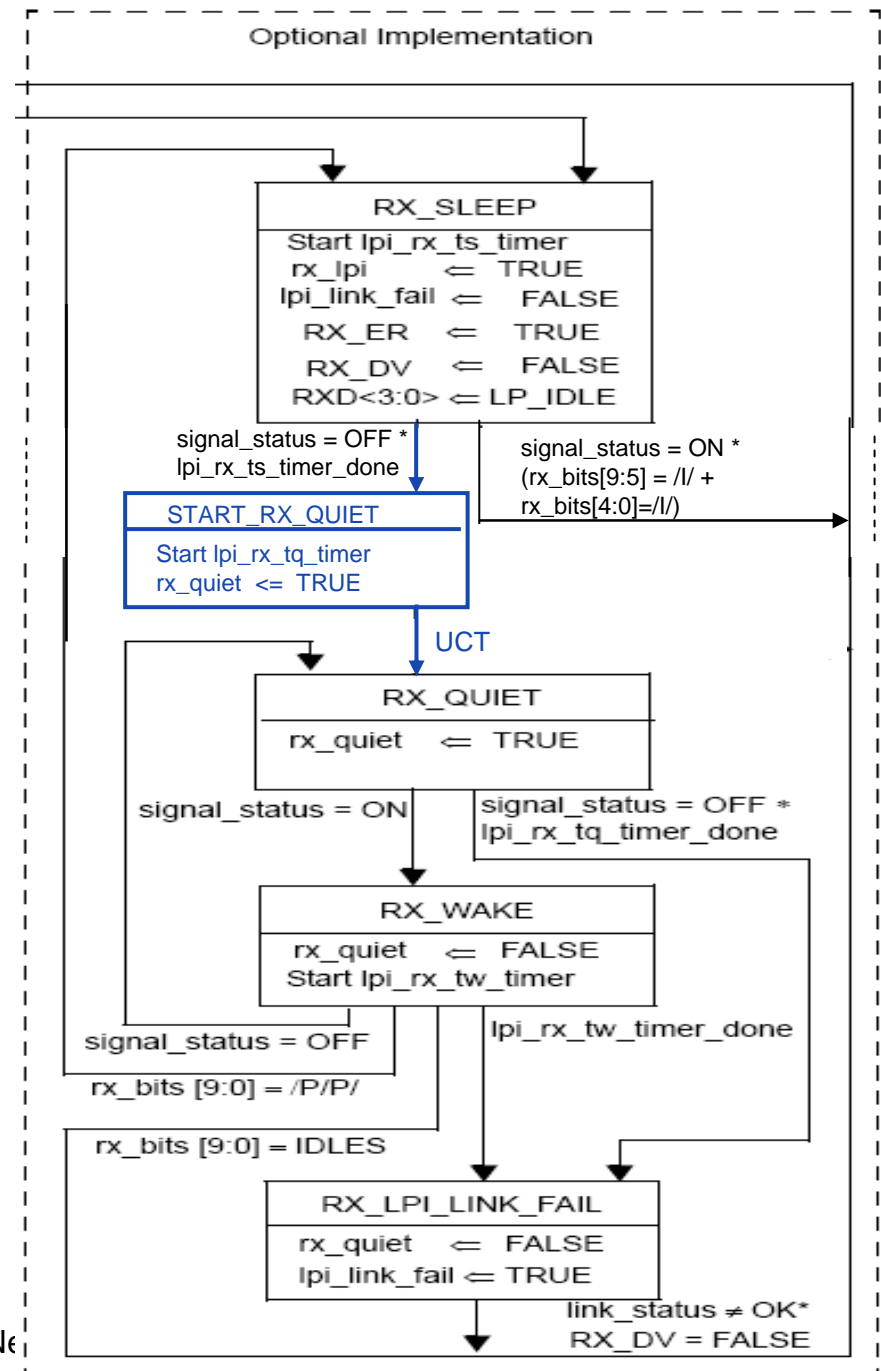 Optional Implementation
RX_SLEEP
Start lpi_rx_ts_timer
rx_lpi ⇐ TRUE
lpi_link_fail ⇐ FALSE
RX_ER ⇐ TRUE
RX_DV ⇐ FALSE
RXD<3:0> ⇐ LP_IDLE
signal_status = OFF *
lpi_rx_ts_timer_done
signal_status = ON *
(rx_bits[9:5] = /I/ +
rx_bits[4:0]=/I/)
START_RX_QUIET
Start lpi_rx_tq_timer
rx_quiet <= TRUE
UCT
RX_QUIET
rx_quiet ⇐ TRUE
signal_status = ON
signal_status = OFF *
lpi_rx_tq_timer_done
RX_WAKE
rx_quiet ⇐ FALSE
Start lpi_rx_tw_timer
lpi_rx_tw_timer_done
signal_status = OFF
rx_bits [9:0] = /P/P/
rx_bits [9:0] = IDLES
RX_LPI_LINK_FAIL
rx_quiet ⇐ FALSE
lpi_link_fail ⇐ TRUE
link_status ≠ OK*
RX_DV = FALSE